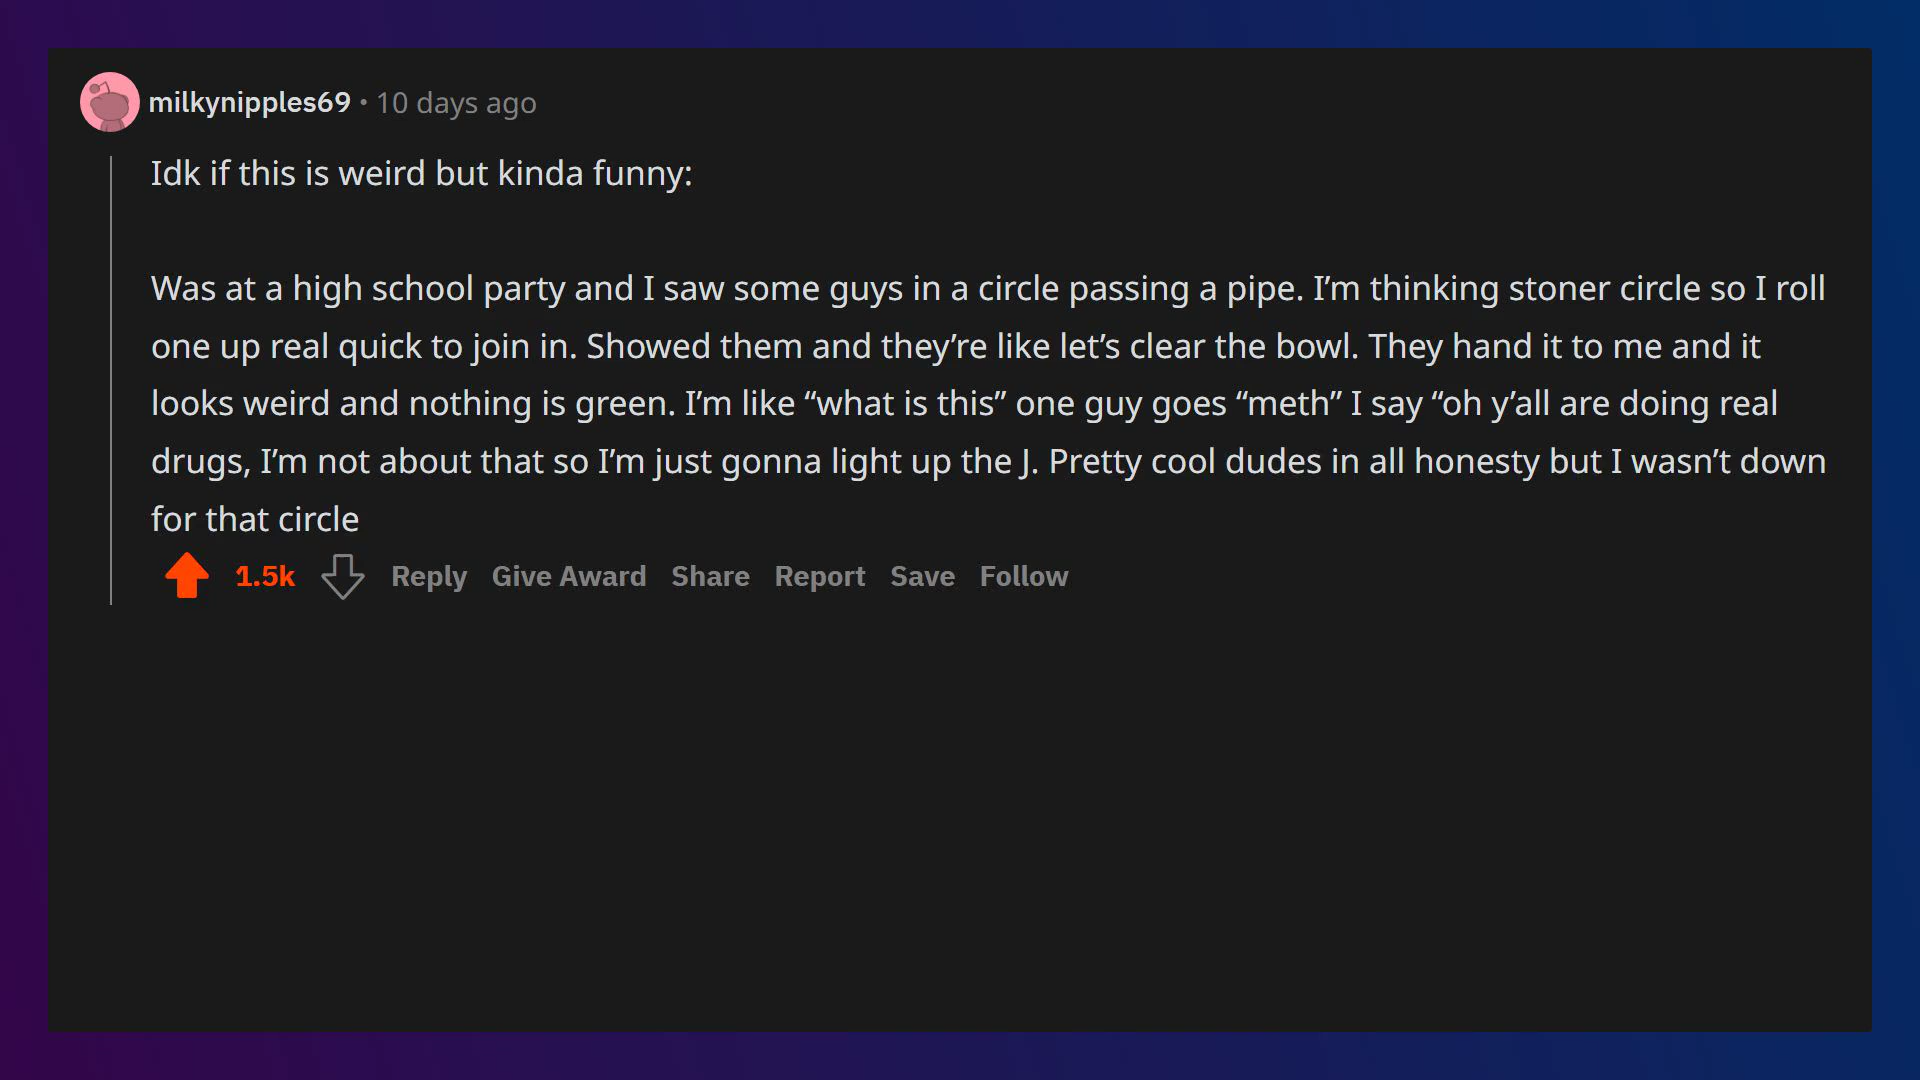 milkynipples69 • 10 days ago
Idk if this is weird but kinda funny:
Was at a high school party and I saw some guys in a circle passing a pipe. I’m thinking stoner circle so I roll
one up real quick to join in. Showed them and they’re like let’s clear the bowl. They hand it to me and it
looks weird and nothing is green. I’m like “what is this” one guy goes “meth” I say “oh y’all are doing real
drugs, I’m not about that so I’m just gonna light up the J. Pretty cool dudes in all honesty but I wasn’t down
for that circle
1.5k Reply Give Award Share Report Save Follow